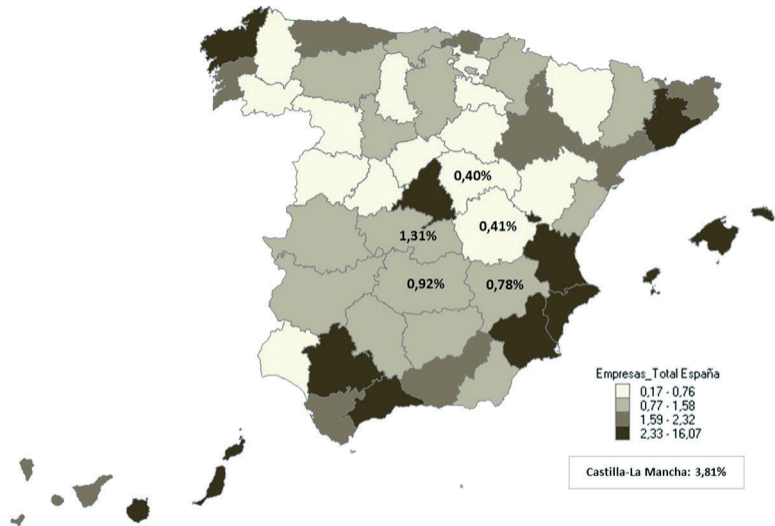 0,40%
0,41%
1,31%
0,92%
0,78%
Empresas_Total España
0,17 - 0,76
0,77 - 1,58
1,59 - 2,32
2,33 - 16,07
Castilla-La Mancha: 3,81%